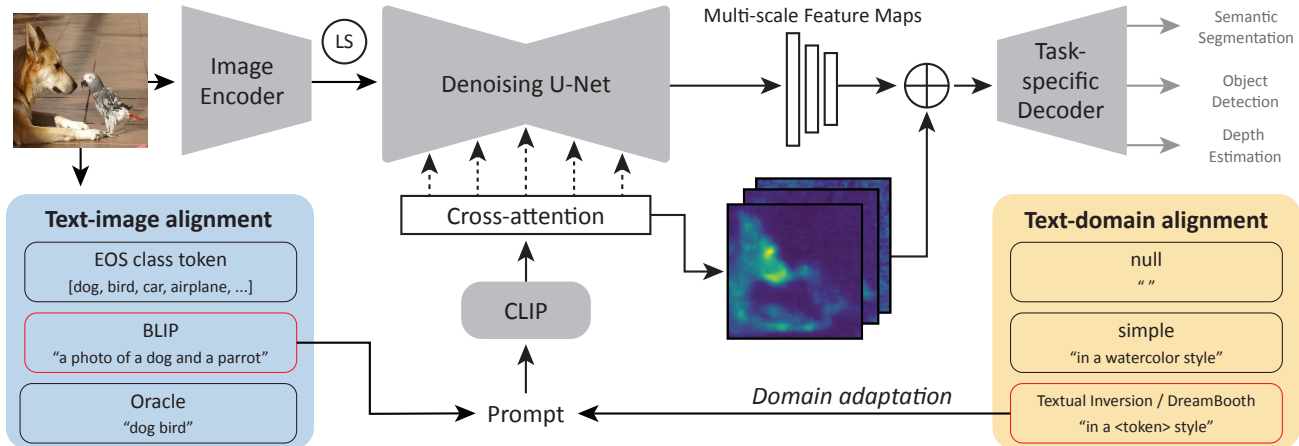 Image
Encoder
LS
Denoising U-Net
Multi-scale Feature Maps
Task-
specific
Decoder
Semantic
Segmentation
Object
Detection
Depth
Estimation
Cross-attention
CLIP
Prompt
Domain adaptation
Text-image alignment
EOS class token
[dog, bird, car, airplane, ...]
BLIP
“a photo of a dog and a parrot”
Oracle
“dog bird”
Text-domain alignment
null
“ ”
simple
“in a watercolor style”
Textual Inversion / DreamBooth
“in a <token> style”